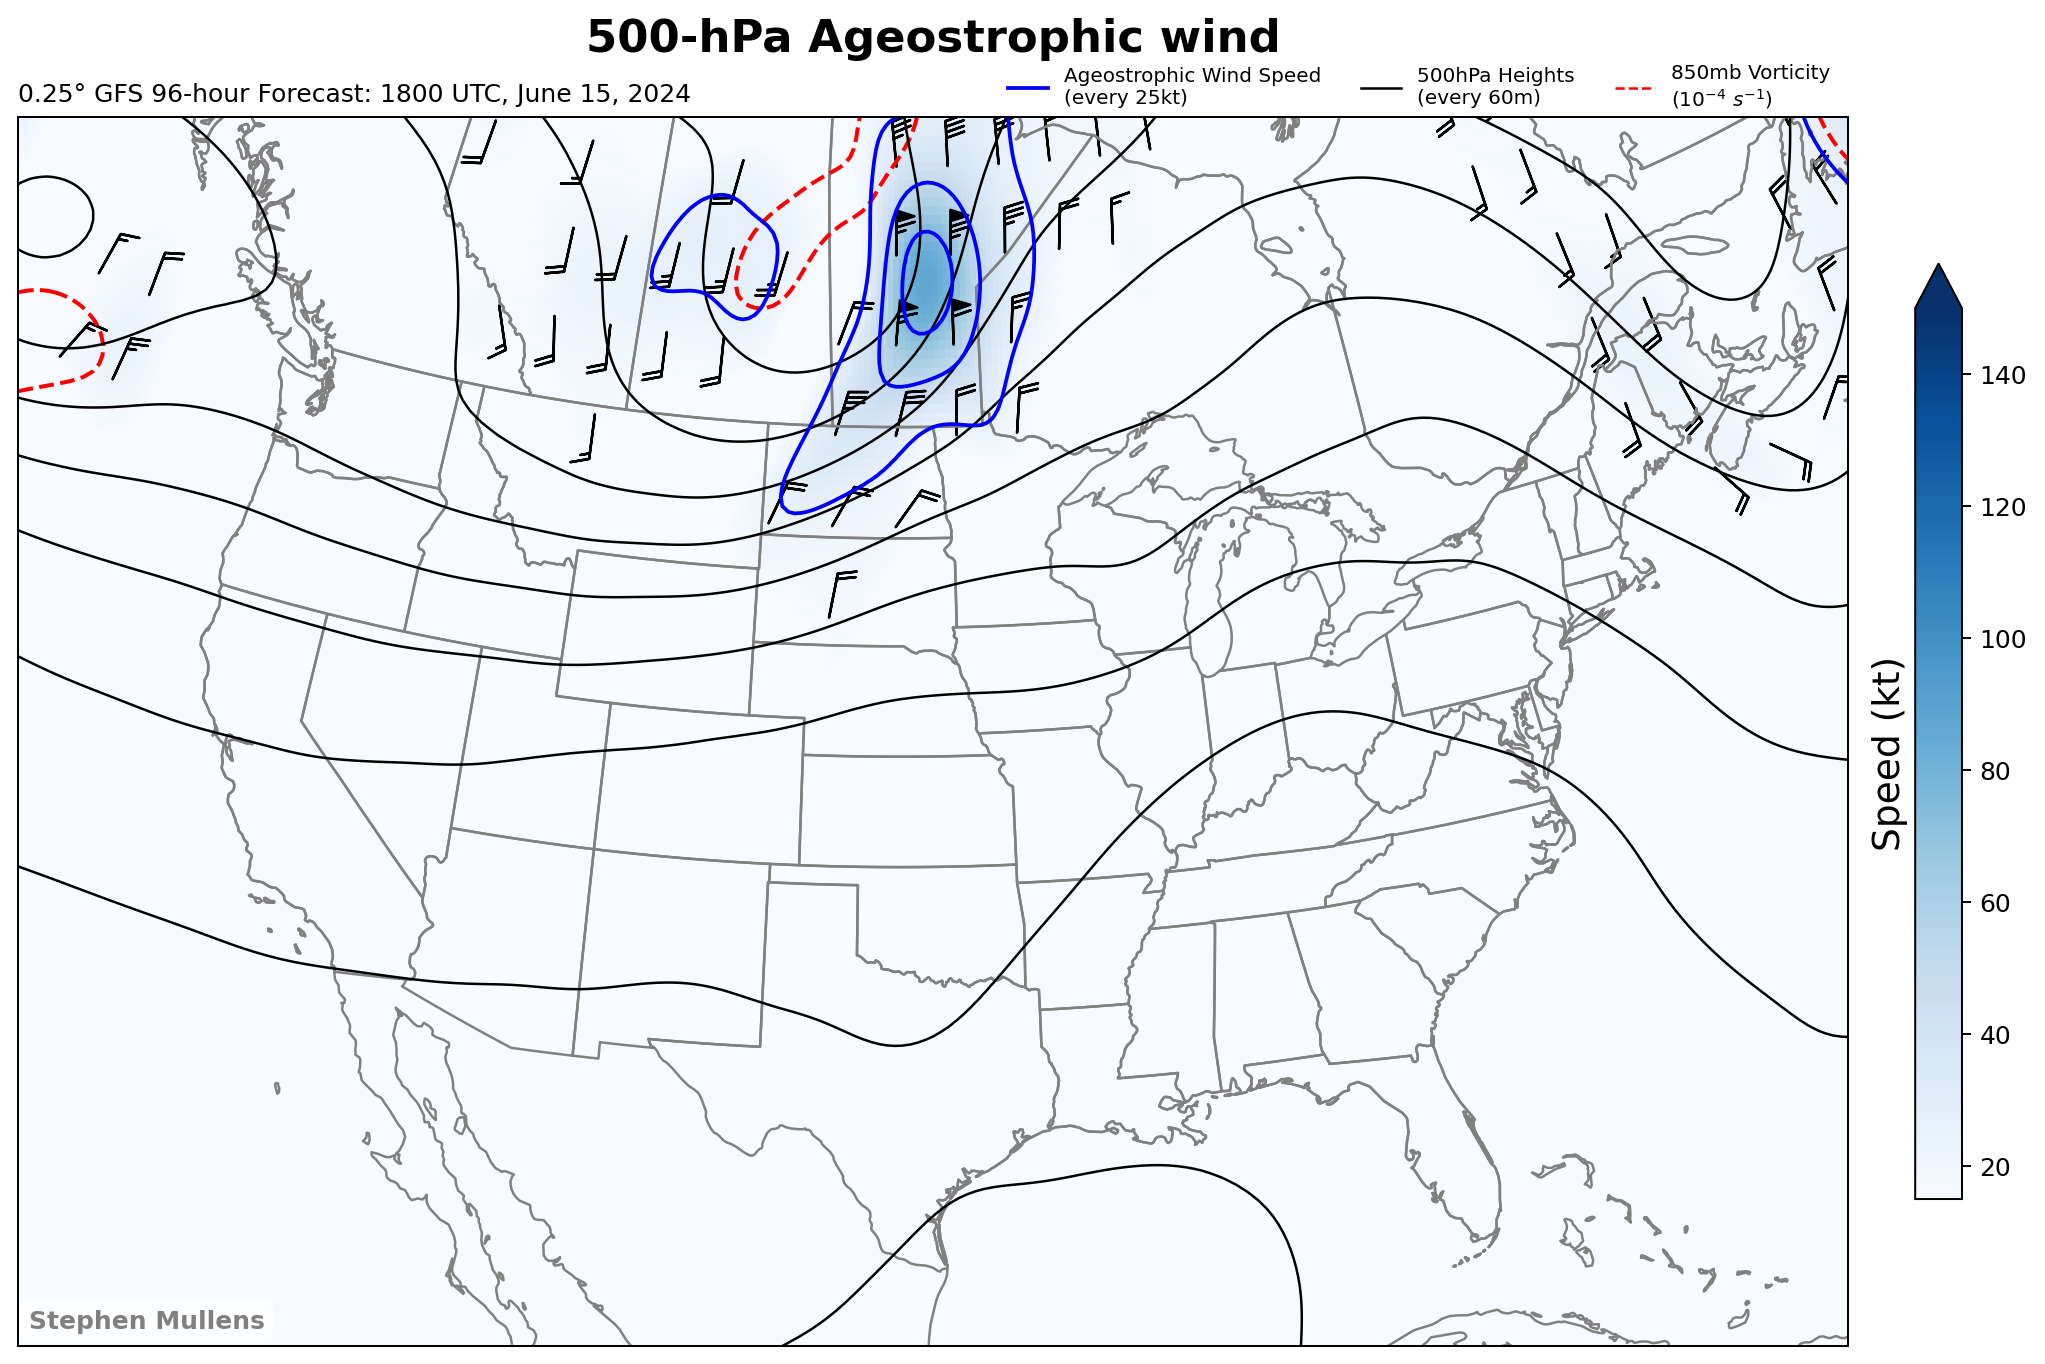 500-hPa Ageostrophic wind
0.25° GFS 96-hour Forecast: 1800 UTC, June 15, 2024
Ageostrophic Wind Speed
(every 25kt)
500hPa Heights
(every 60m)
850mb Vorticity
(10⁻⁴ s⁻¹)
140
120
100
80
60
40
20
Speed (kt)
Stephen Mullens